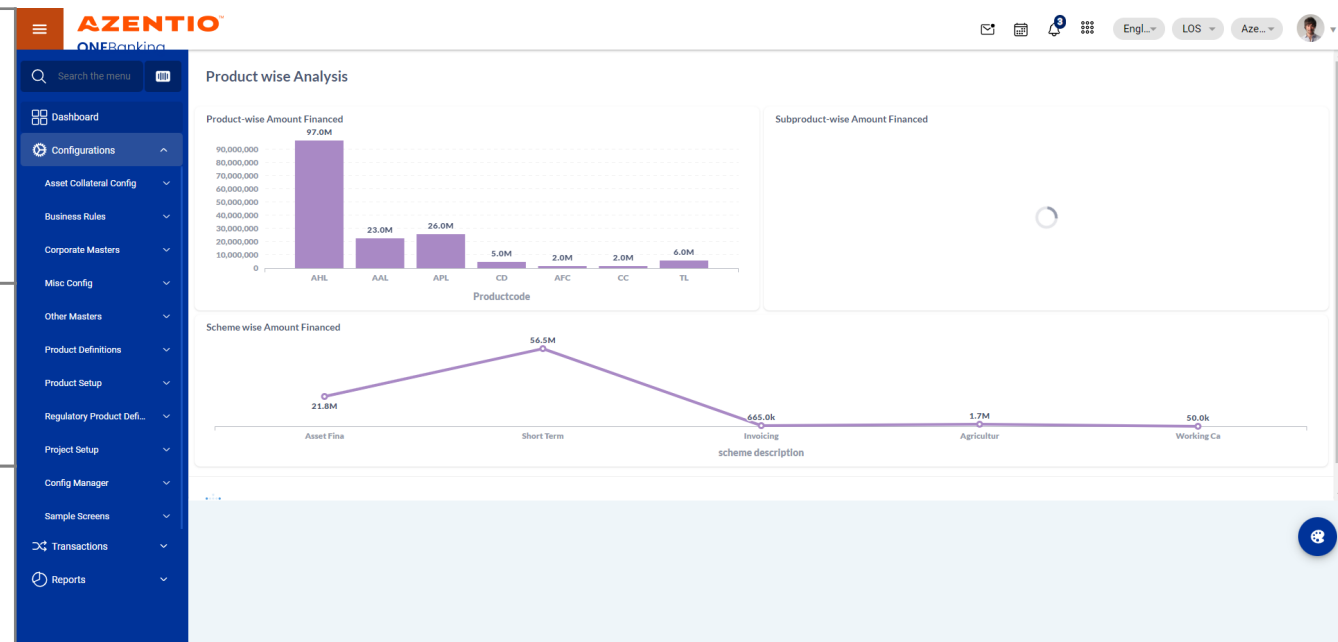 AZENTIO
ONEBanking
3
Engl...
LOS
Aze...
Search the menu
Dashboard
Configurations
Asset Collateral Config
Business Rules
Corporate Masters
Misc Config
Other Masters
Product Definitions
Product Setup
Regulatory Product Defi...
Project Setup
Config Manager
Sample Screens
Transactions
Reports
Product wise Analysis
Product-wise Amount Financed
97.0M
90,000,000
80,000,000
70,000,000
60,000,000
50,000,000
40,000,000
30,000,000
20,000,000
10,000,000
0
23.0M
26.0M
5.0M
2.0M
2.0M
6.0M
AHL AAL APL CD AFC CC TL
Productcode
Subproduct-wise Amount Financed
Scheme wise Amount Financed
56.5M
21.8M
665.0k
1.7M
50.0k
Asset Fina Short Term Invoicing Agricultur Working Ca
scheme description